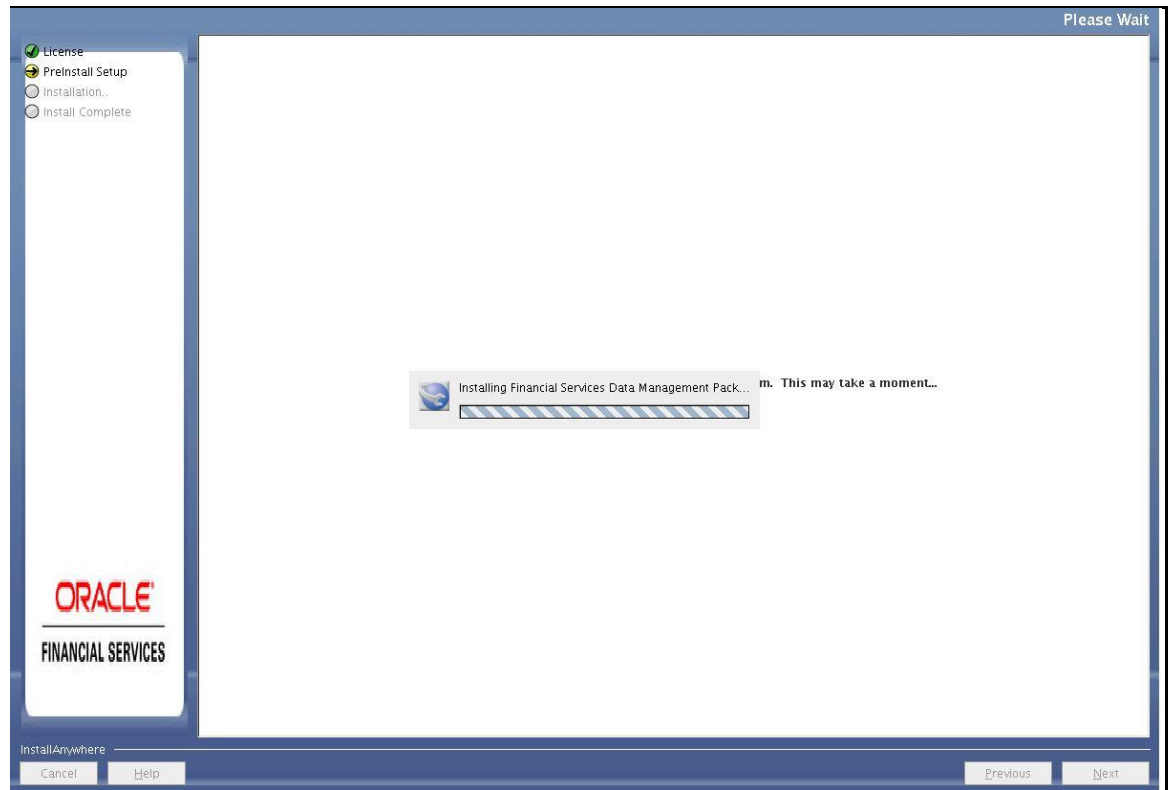 Please Wait
License
PreInstall Setup
Installation..
Install Complete
Installing Financial Services Data Management Pack... m. This may take a moment...
ORACLE
FINANCIAL SERVICES
InstallAnywhere
Cancel Help Previous Next